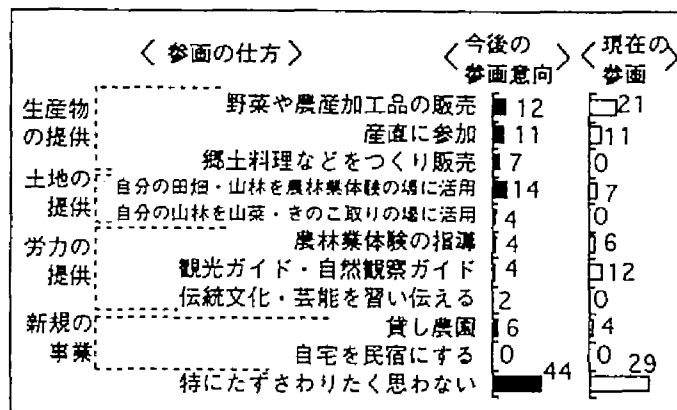 〈 参画の仕方 〉 〈今後の参画意向〉 〈現在の参画〉
生産物の提供
野菜や農産加工品の販売 12 21
産直に参加 11 11
郷土料理などをつくり販売 7 0
土地の提供
自分の田畑・山林を農林業体験の場に活用 14 7
自分の山林を山菜・きのこ取りの場に活用 4 0
労力の提供
農林業体験の指導 4 6
観光ガイド・自然観察ガイド 4 12
伝統文化・芸能を習い伝える 2 0
新規の事業
貸し農園 6 4
自宅を民宿にする 0 0
特にたずさわりたく思わない 44 29